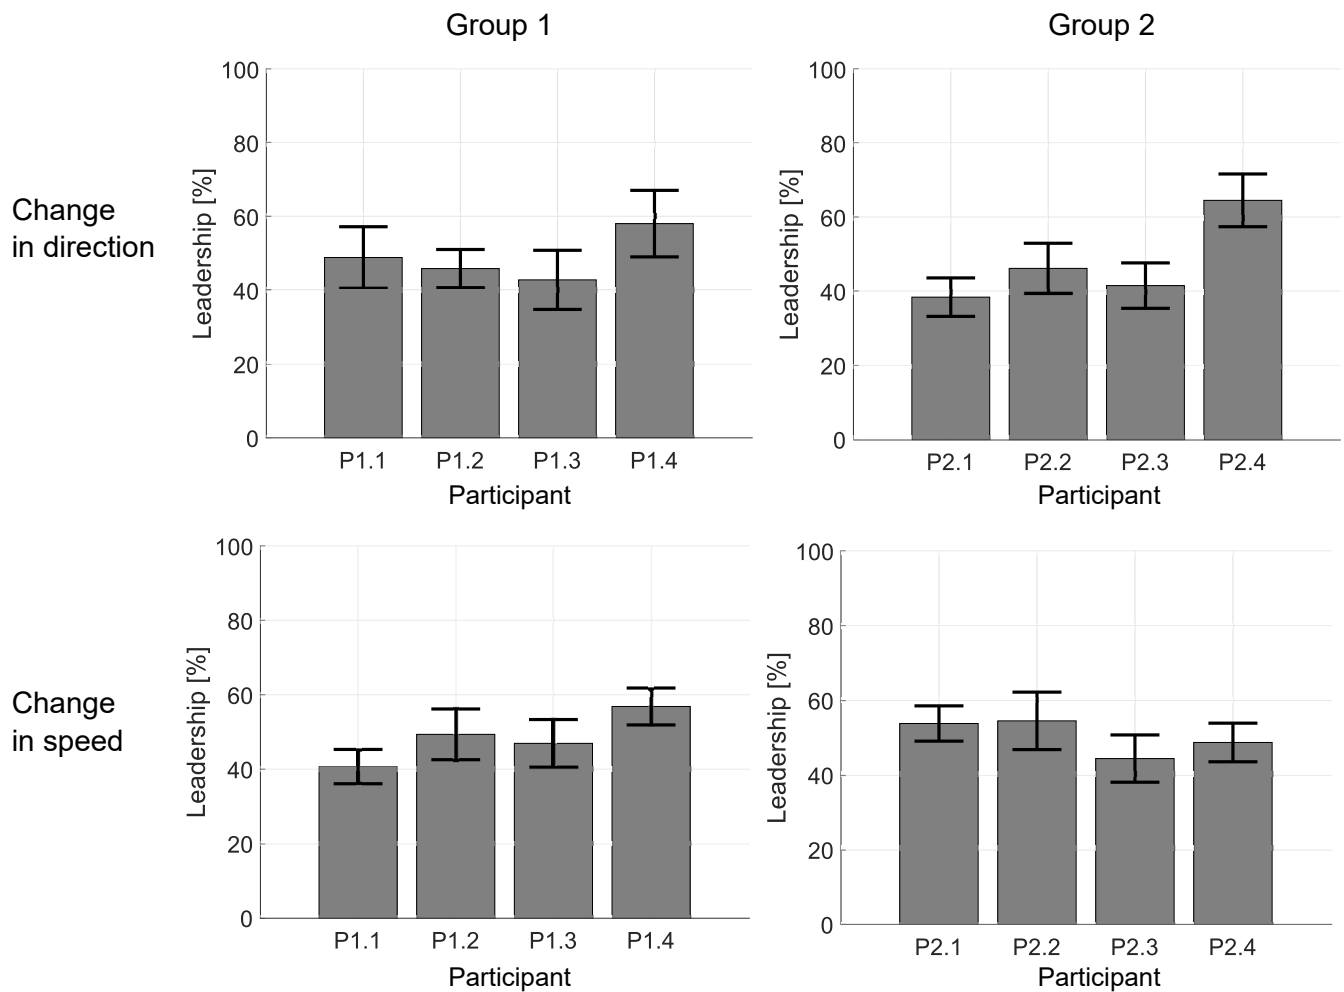 Group 1
Group 2
Change
in direction
Leadership [%]
100
80
60
40
20
0
P1.1 P1.2 P1.3 P1.4
Participant
Leadership [%]
100
80
60
40
20
0
P2.1 P2.2 P2.3 P2.4
Participant
Change
in speed
Leadership [%]
100
80
60
40
20
0
P1.1 P1.2 P1.3 P1.4
Participant
Leadership [%]
100
80
60
40
20
0
P2.1 P2.2 P2.3 P2.4
Participant